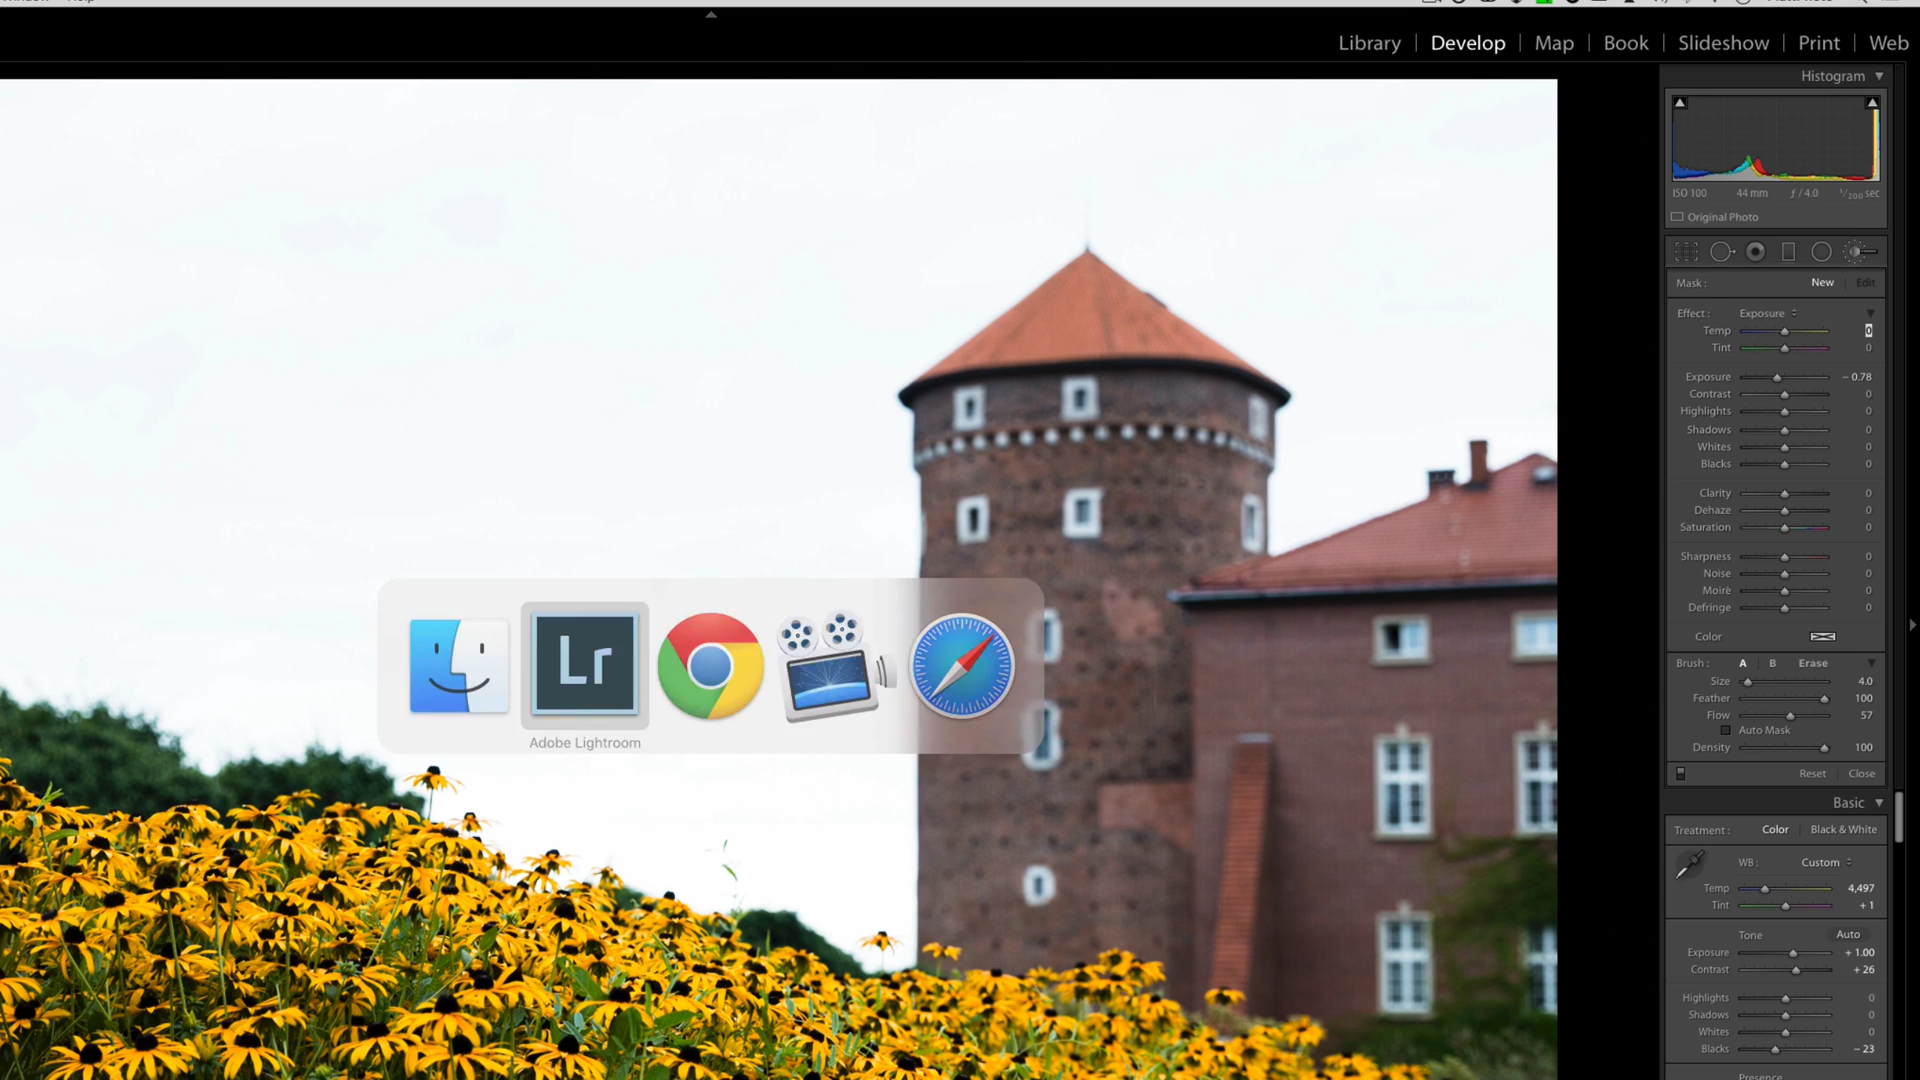 Library | Develop | Map | Book | Slideshow | Print | Web
Histogram
ISO 100 44 mm ƒ / 4.0 1/200 sec
Original Photo
Mask : New | Edit
Effect : Exposure
Temp 0
Tint 0
Exposure – 0.78
Contrast 0
Highlights 0
Shadows 0
Whites 0
Blacks 0
Clarity 0
Dehaze 0
Saturation 0
Sharpness 0
Noise 0
Moiré 0
Defringe 0
Color
Brush : A | B | Erase
Size 4.0
Feather 100
Flow 57
Auto Mask
Density 100
Reset Close
Basic
Treatment : Color | Black & White
WB : Custom
Temp 4,497
Tint + 1
Tone Auto
Exposure + 1.00
Contrast + 26
Highlights 0
Shadows 0
Whites 0
Blacks – 23
Presence
Lr
Adobe Lightroom